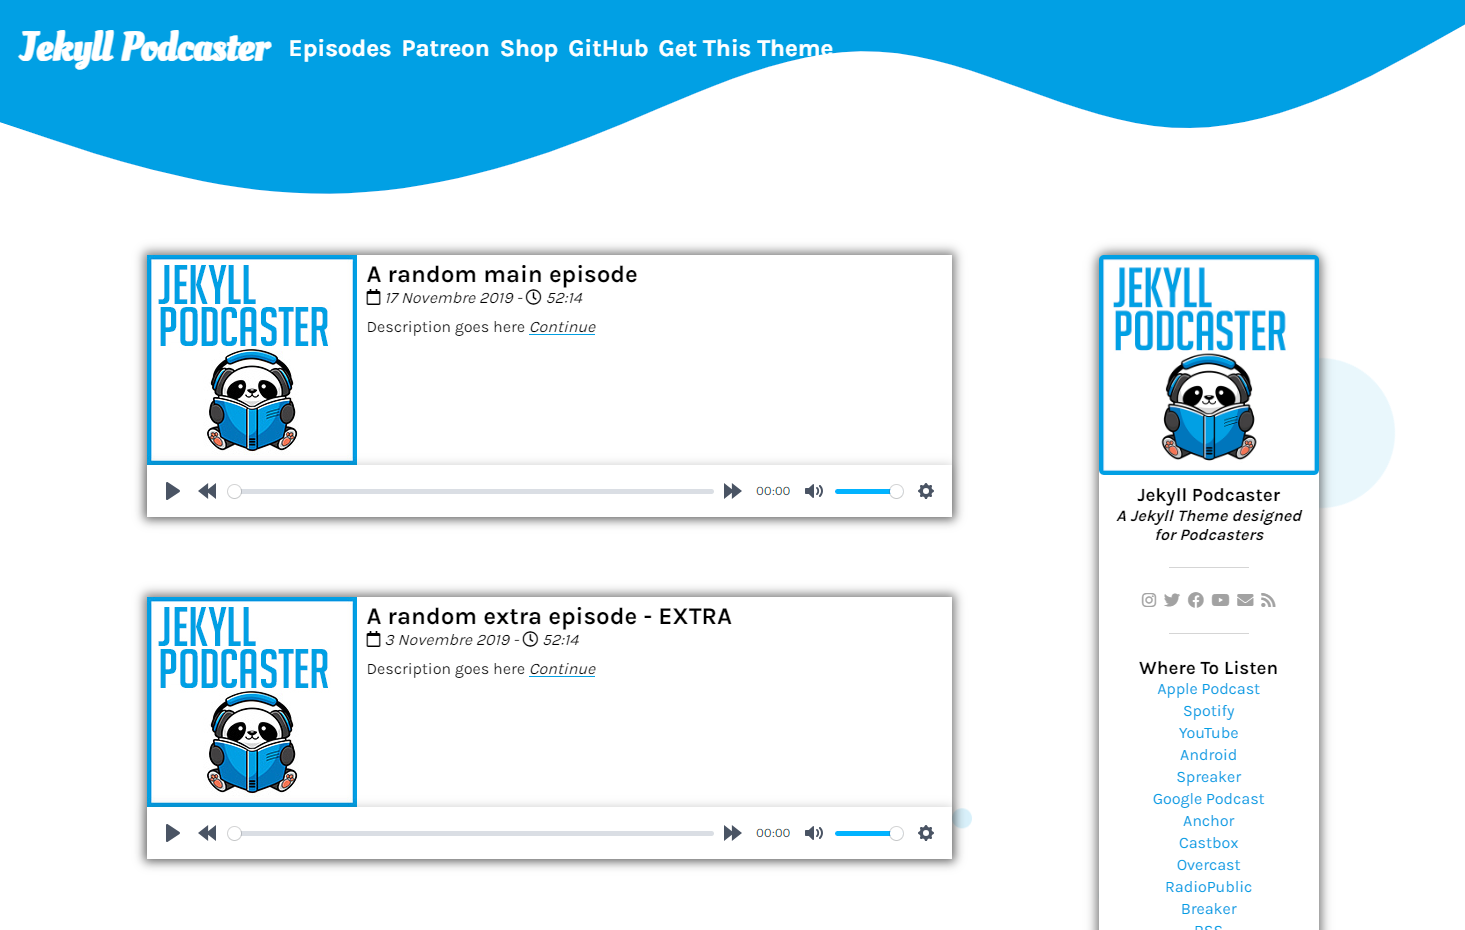 Jekyll Podcaster Episodes Patreon Shop GitHub Get This Theme
JEKYLL
PODCASTER
A random main episode
17 Novembre 2019 - 52:14
Description goes here Continue
00:00
JEKYLL
PODCASTER
A random extra episode - EXTRA
3 Novembre 2019 - 52:14
Description goes here Continue
00:00
JEKYLL
PODCASTER
Jekyll Podcaster
A Jekyll Theme designed
for Podcasters
Where To Listen
Apple Podcast
Spotify
YouTube
Android
Spreaker
Google Podcast
Anchor
Castbox
Overcast
RadioPublic
Breaker
RSS